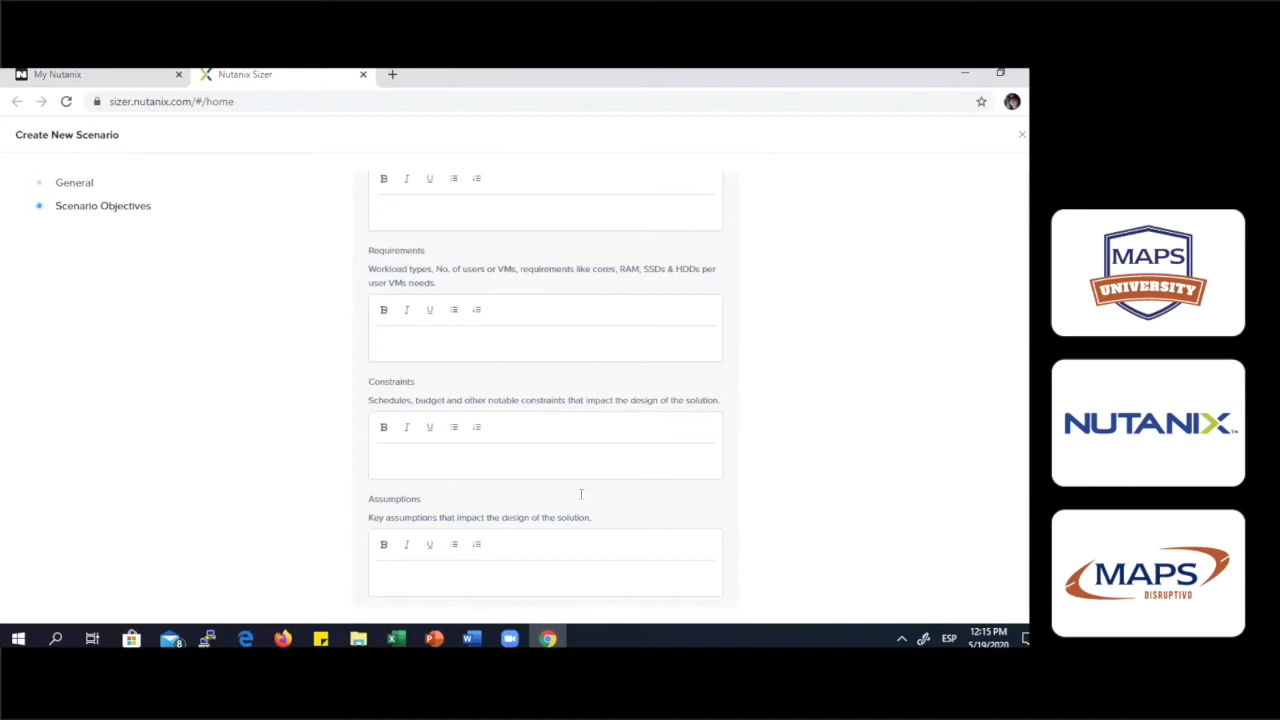 My Nutanix
Nutanix Sizer
sizer.nutanix.com/#/home
Create New Scenario
General
Scenario Objectives
B I U
Requirements
Workload types, No. of users or VMs, requirements like cores, RAM, SSDs & HDDs per
user VMs needs.
B I U
Constraints
Schedules, budget and other notable constraints that impact the design of the solution.
B I U
Assumptions
Key assumptions that impact the design of the solution.
B I U
8
ESP
12:15 PM
5/19/2020
MAPS
UNIVERSITY
NUTANIX™
MAPS
DISRUPTIVO